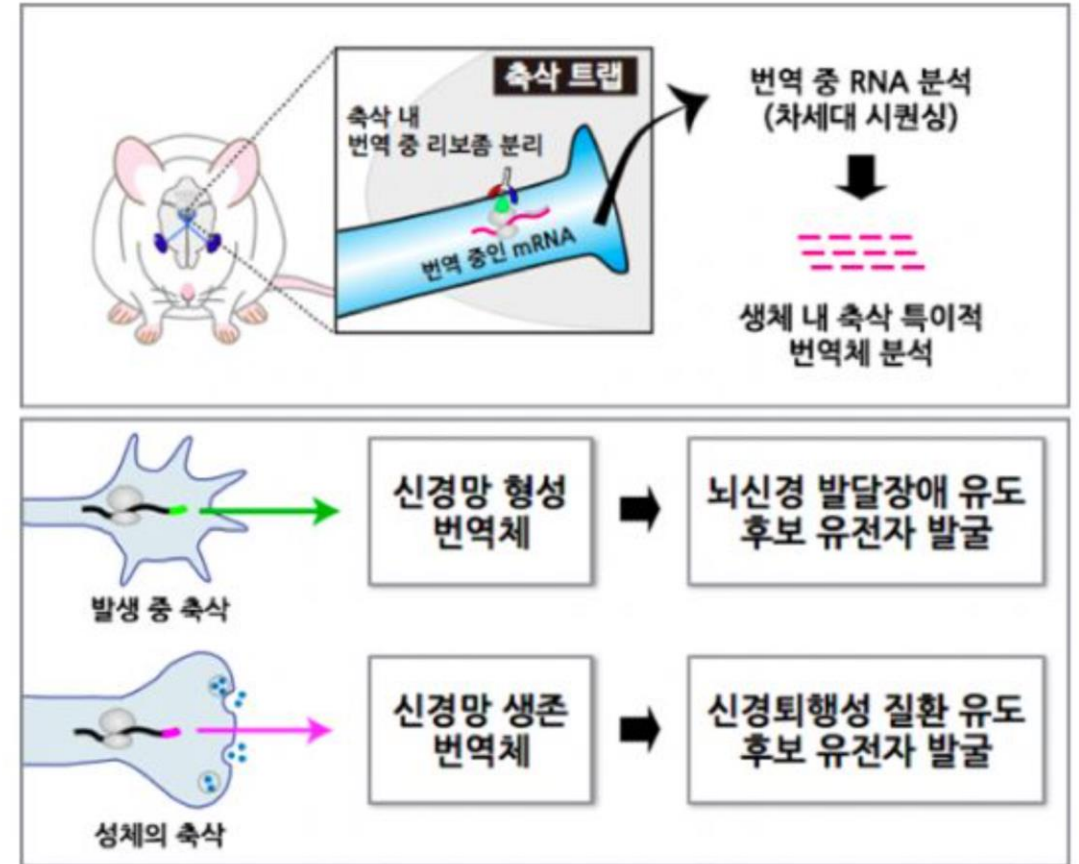 축삭 트랩
축삭 내
번역 중 리보좀 분리
번역 중인 mRNA
번역 중 RNA 분석
(차세대 시퀀싱)
생체 내 축삭 특이적
번역체 분석
발생 중 축삭
신경망 형성
번역체
뇌신경 발달장애 유도
후보 유전자 발굴
성체의 축삭
신경망 생존
번역체
신경퇴행성 질환 유도
후보 유전자 발굴